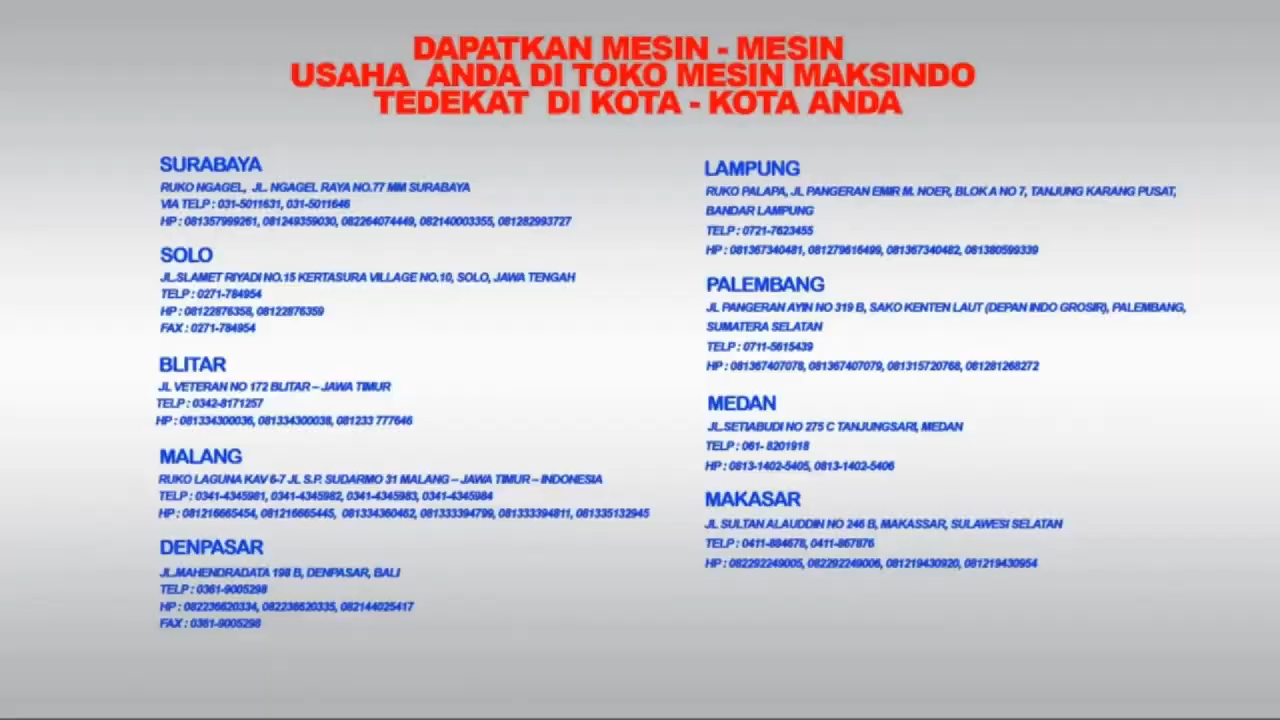 DAPATKAN MESIN - MESIN
USAHA ANDA DI TOKO MESIN MAKSINDO
TEDEKAT DI KOTA - KOTA ANDA
SURABAYA
RUKO NGAGEL, JL. NGAGEL RAYA NO.77 MM SURABAYA
VIA TELP : 031-5011631, 031-5011646
HP : 081357999261, 081249359030, 082264074449, 082140003355, 081282993727
SOLO
JL.SLAMET RIYADI NO.15 KERTASURA VILLAGE NO.10, SOLO, JAWA TENGAH
TELP : 0271-784954
HP : 08122876358, 08122876359
FAX : 0271-784954
BLITAR
JL VETERAN NO 172 BLITAR – JAWA TIMUR
TELP : 0342-8171257
HP : 081334300036, 081334300038, 081233 777646
MALANG
RUKO LAGUNA KAV 6-7 JL S.P. SUDARMO 31 MALANG – JAWA TIMUR – INDONESIA
TELP : 0341-4345981, 0341-4345982, 0341-4345983, 0341-4345984
HP : 081216665454, 081216665445, 081334360462, 081333394799, 081333394811, 081335132945
DENPASAR
JL.MAHENDRADATA 198 B, DENPASAR, BALI
TELP : 0361-9005298
HP : 082236620334, 082236620335, 082144025417
FAX : 0361-9005298
LAMPUNG
RUKO PALAPA, JL PANGERAN EMIR M. NOER, BLOK A NO 7, TANJUNG KARANG PUSAT,
BANDAR LAMPUNG
TELP : 0721-7623455
HP : 081367340481, 081279616499, 081367340482, 081380599339
PALEMBANG
JL PANGERAN AYIN NO 319 B, SAKO KENTEN LAUT (DEPAN INDO GROSIR), PALEMBANG,
SUMATERA SELATAN
TELP : 0711-5615439
HP : 081367407078, 081367407079, 081315720768, 081281268272
MEDAN
JL.SETIABUDI NO 275 C TANJUNGSARI, MEDAN
TELP : 061- 8201918
HP : 0813-1402-5405, 0813-1402-5406
MAKASAR
JL SULTAN ALAUDDIN NO 246 B, MAKASSAR, SULAWESI SELATAN
TELP : 0411-884678, 0411-867876
HP : 082292249005, 082292249006, 081219430920, 081219430954